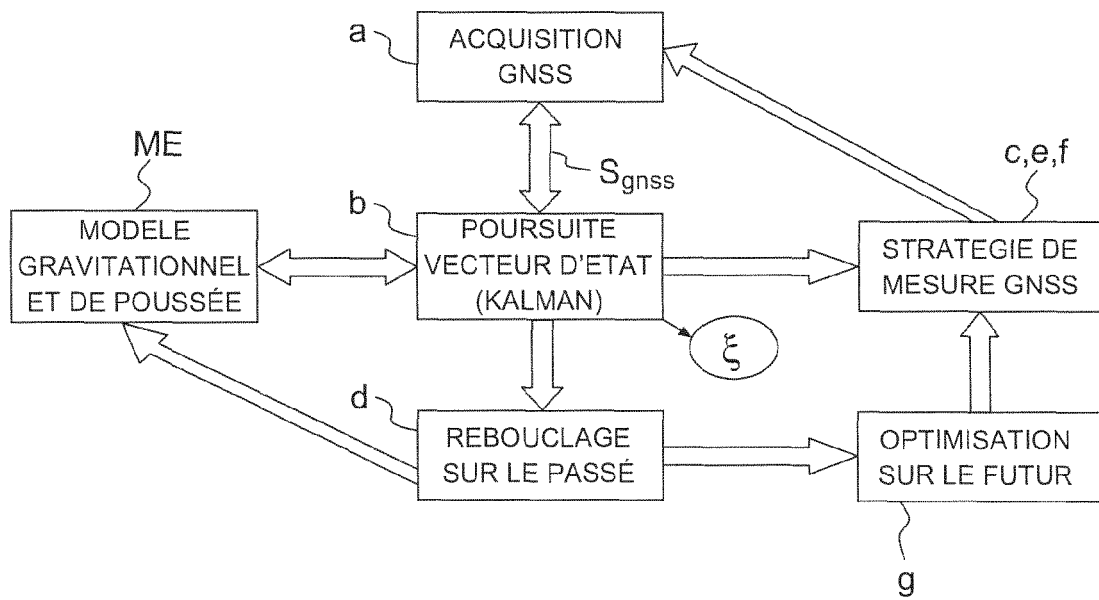 a
ACQUISITION
GNSS
ME
S_gnss
c,e,f
b
MODELE
GRAVITATIONNEL
ET DE POUSSÉE
POURSUITE
VECTEUR D'ETAT
(KALMAN)
STRATEGIE DE
MESURE GNSS
ξ
d
REBOUCLAGE
SUR LE PASSÉ
OPTIMISATION
SUR LE FUTUR
g